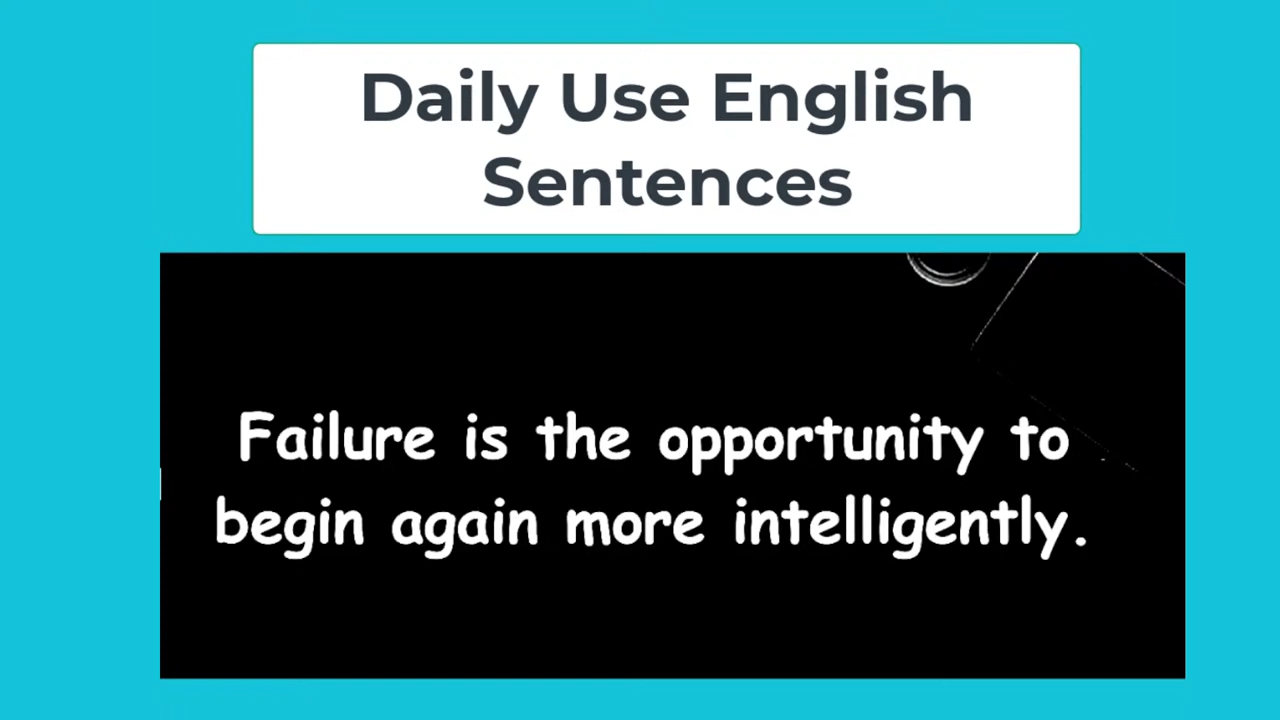 Daily Use English
Sentences
Failure is the opportunity to
begin again more intelligently.